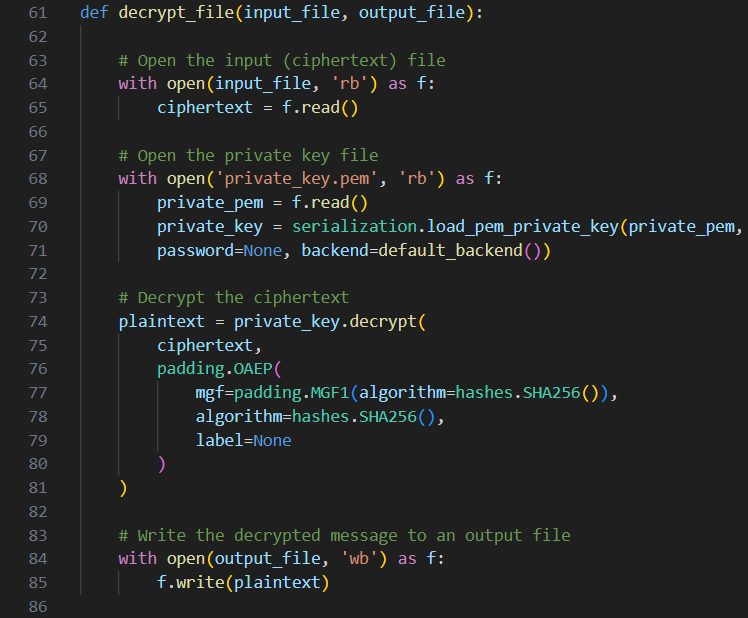 61 def decrypt_file(input_file, output_file):
62
63 # Open the input (ciphertext) file
64 with open(input_file, 'rb') as f:
65 ciphertext = f.read()
66
67 # Open the private key file
68 with open('private_key.pem', 'rb') as f:
69 private_pem = f.read()
70 private_key = serialization.load_pem_private_key(private_pem,
71 password=None, backend=default_backend())
72
73 # Decrypt the ciphertext
74 plaintext = private_key.decrypt(
75 ciphertext,
76 padding.OAEP(
77 mgf=padding.MGF1(algorithm=hashes.SHA256()),
78 algorithm=hashes.SHA256(),
79 label=None
80 )
81 )
82
83 # Write the decrypted message to an output file
84 with open(output_file, 'wb') as f:
85 f.write(plaintext)
86